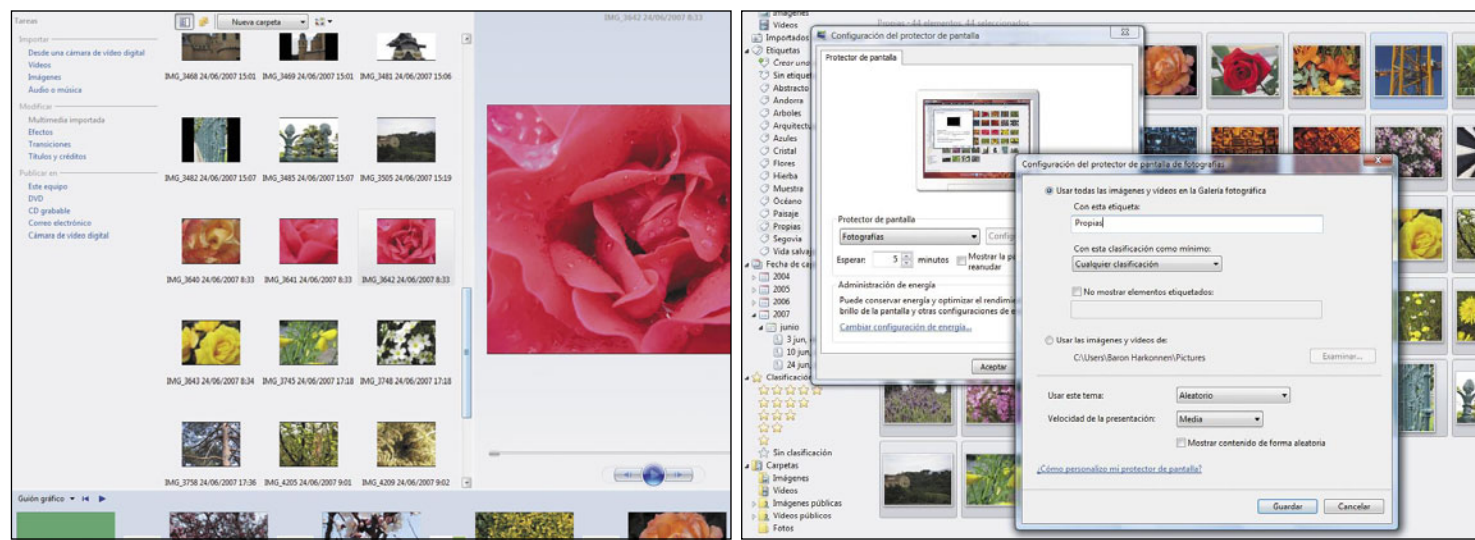 Tareas
Importar
Desde una cámara de vídeo digital
Vídeos
Imágenes
Audio o música
Modificar
Multimedia importada
Efectos
Transiciones
Títulos y créditos
Publicar en
Este equipo
DVD
CD grabable
Correo electrónico
Cámara de vídeo digital
Nueva carpeta
IMG_3468 24/06/2007 15:01 IMG_3469 24/06/2007 15:01 IMG_3481 24/06/2007 15:06
IMG_3482 24/06/2007 15:07 IMG_3485 24/06/2007 15:07 IMG_3505 24/06/2007 15:19
IMG_3640 24/06/2007 8:33 IMG_3641 24/06/2007 8:33 IMG_3642 24/06/2007 8:33
IMG_3643 24/06/2007 8:34 IMG_3745 24/06/2007 17:18 IMG_3748 24/06/2007 17:18
IMG_3758 24/06/2007 17:36 IMG_4205 24/06/2007 9:01 IMG_4209 24/06/2007 9:02
IMG_3642 24/06/2007 8:33
Guión gráfico
Imágenes
Vídeos
Importados
Etiquetas
Crear una
Sin etiquet
Abstracto
Andorra
Árboles
Arquitectu
Azules
Cristal
Flores
Hierba
Muestra
Océano
Paisaje
Propias
Segovia
Vida salva
Fecha de cap
2004
2005
2006
2007
junio
3 jun,
10 jun,
24 jun,
Clasificación
Sin clasificación
Carpetas
Imágenes
Vídeos
Imágenes públicas
Vídeos públicos
Fotos
Propias - 44 elementos, 44 seleccionados
Configuración del protector de pantalla
Protector de pantalla
Protector de pantalla
Fotografías
Config
Esperar: 5 minutos
Mostrar la pa
reanudar
Administración de energía
Puede conservar energía y optimizar el rendimie
brillo de la pantalla y otras configuraciones de e
Cambiar configuración de energía...
Aceptar
Configuración del protector de pantalla de fotografías
Usar todas las imágenes y vídeos en la Galería fotográfica
Con esta etiqueta:
Propias
Con esta clasificación como mínimo:
Cualquier clasificación
No mostrar elementos etiquetados:
Usar las imágenes y vídeos de:
C:\Users\Baron Harkonnen\Pictures
Examinar...
Usar este tema: Aleatorio
Velocidad de la presentación: Media
Mostrar contenido de forma aleatoria
¿Cómo personalizo mi protector de pantalla?
Guardar Cancelar